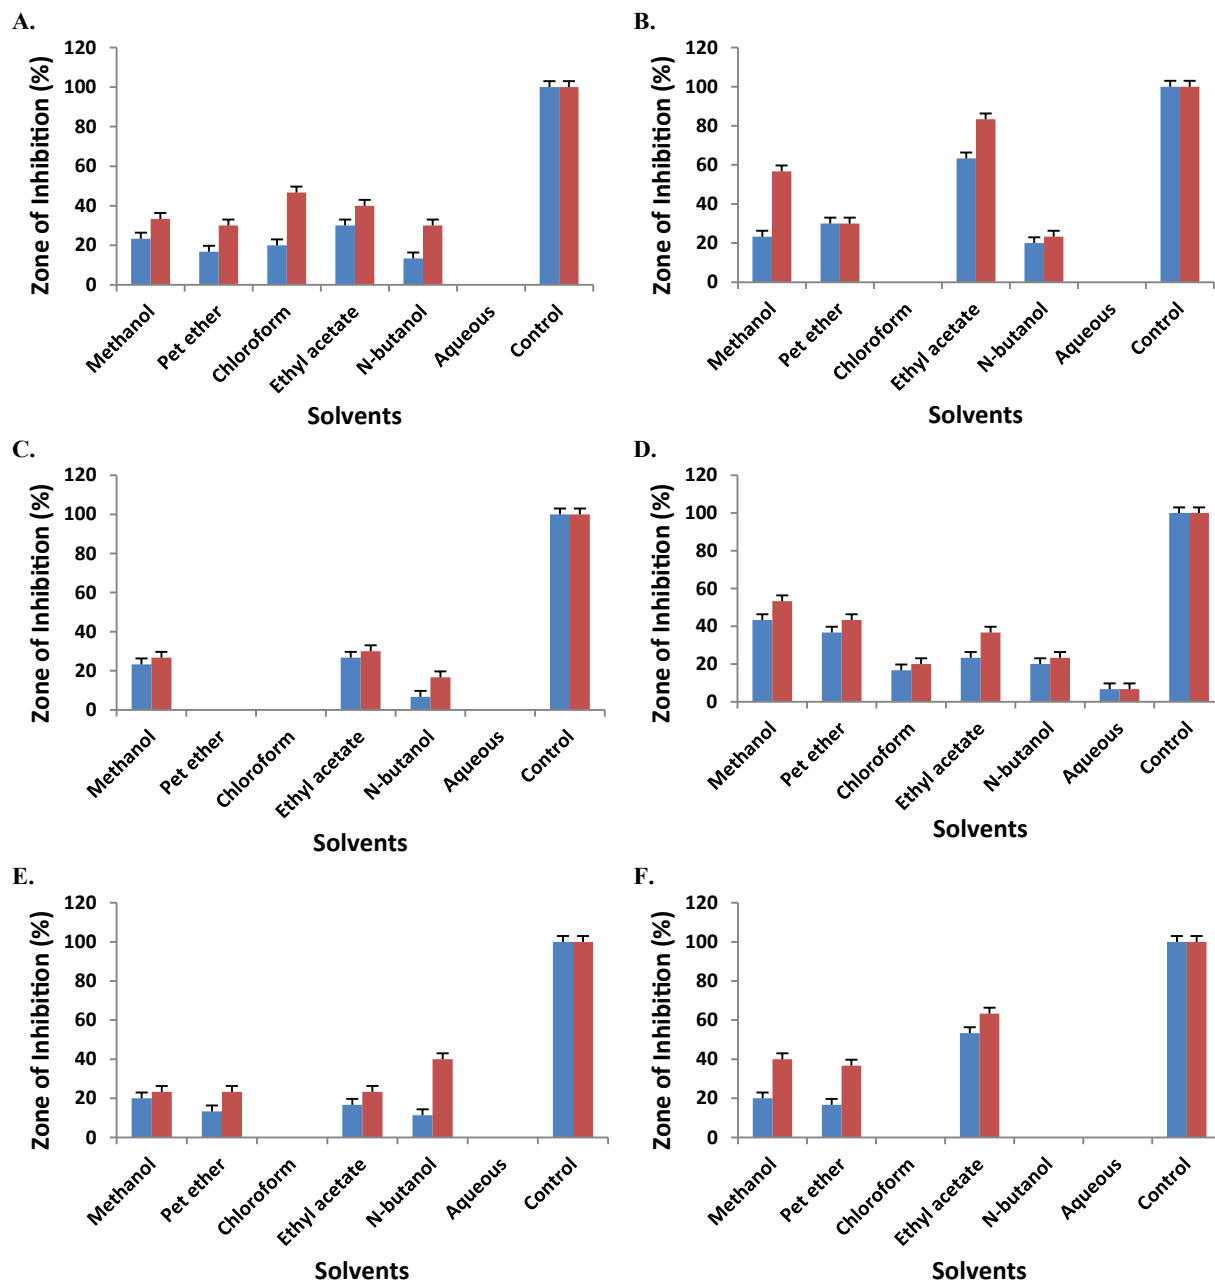 A.
Zone of Inhibition (%)
120
100
80
60
40
20
0
Methanol
Pet ether
Chloroform
Ethyl acetate
N-butanol
Aqueous
Control
Solvents
B.
Zone of Inhibition (%)
120
100
80
60
40
20
0
Methanol
Pet ether
Chloroform
Ethyl acetate
N-butanol
Aqueous
Control
Solvents
C.
Zone of Inhibition (%)
120
100
80
60
40
20
0
Methanol
Pet ether
Chloroform
Ethyl acetate
N-butanol
Aqueous
Control
Solvents
D.
Zone of Inhibition (%)
120
100
80
60
40
20
0
Methanol
Pet ether
Chloroform
Ethyl acetate
N-butanol
Aqueous
Control
Solvents
E.
Zone of Inhibition (%)
120
100
80
60
40
20
0
Methanol
Pet ether
Chloroform
Ethyl acetate
N-butanol
Aqueous
Control
Solvents
F.
Zone of Inhibition (%)
120
100
80
60
40
20
0
Methanol
Pet ether
Chloroform
Ethyl acetate
N-butanol
Aqueous
Control
Solvents